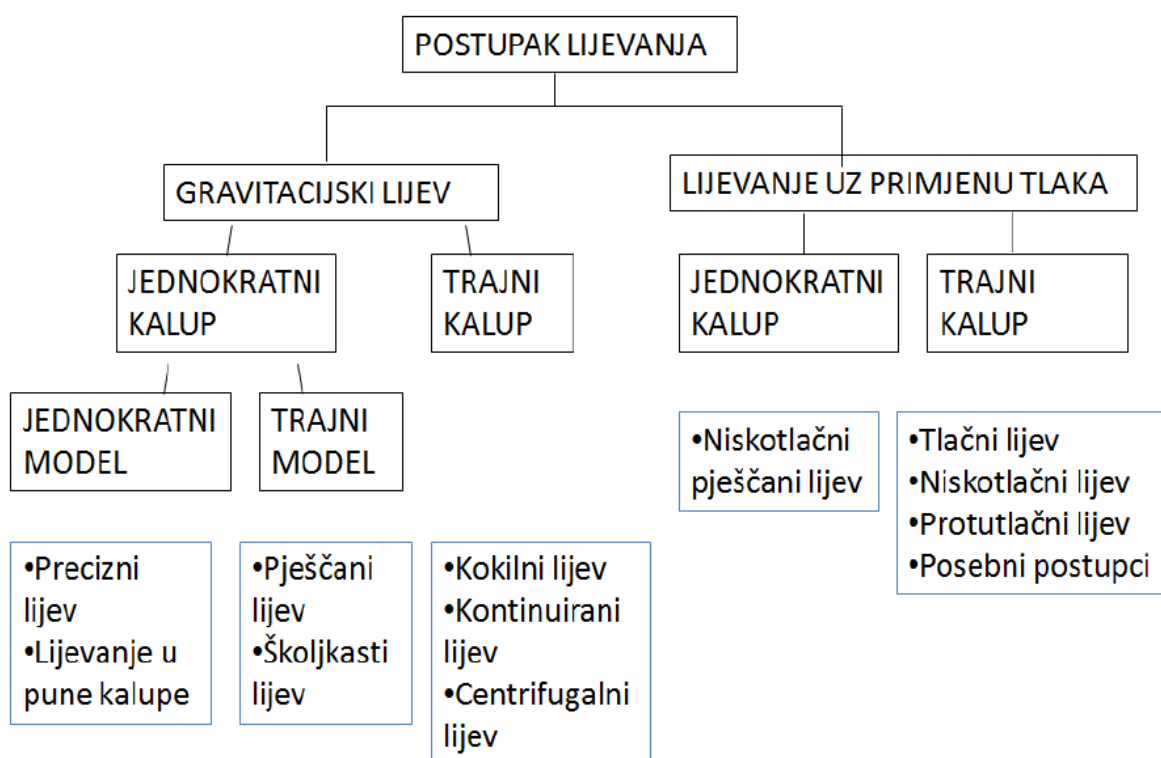 POSTUPAK LIJEVANJA
GRAVITACIJSKI LIJEV
LIJEVANJE UZ PRIMJENU TLAKA
JEDNOKRATNI
KALUP
TRAJNI
KALUP
JEDNOKRATNI
KALUP
TRAJNI
KALUP
JEDNOKRATNI
MODEL
TRAJNI
MODEL
•Niskotlačni
pješčani lijev
•Tlačni lijev
•Niskotlačni lijev
•Protutlačni lijev
•Posebni postupci
•Precizni
lijev
•Lijevanje u
pune kalupe
•Pješčani
lijev
•Školjkasti
lijev
•Kokilni lijev
•Kontinuirani
lijev
•Centrifugalni
lijev